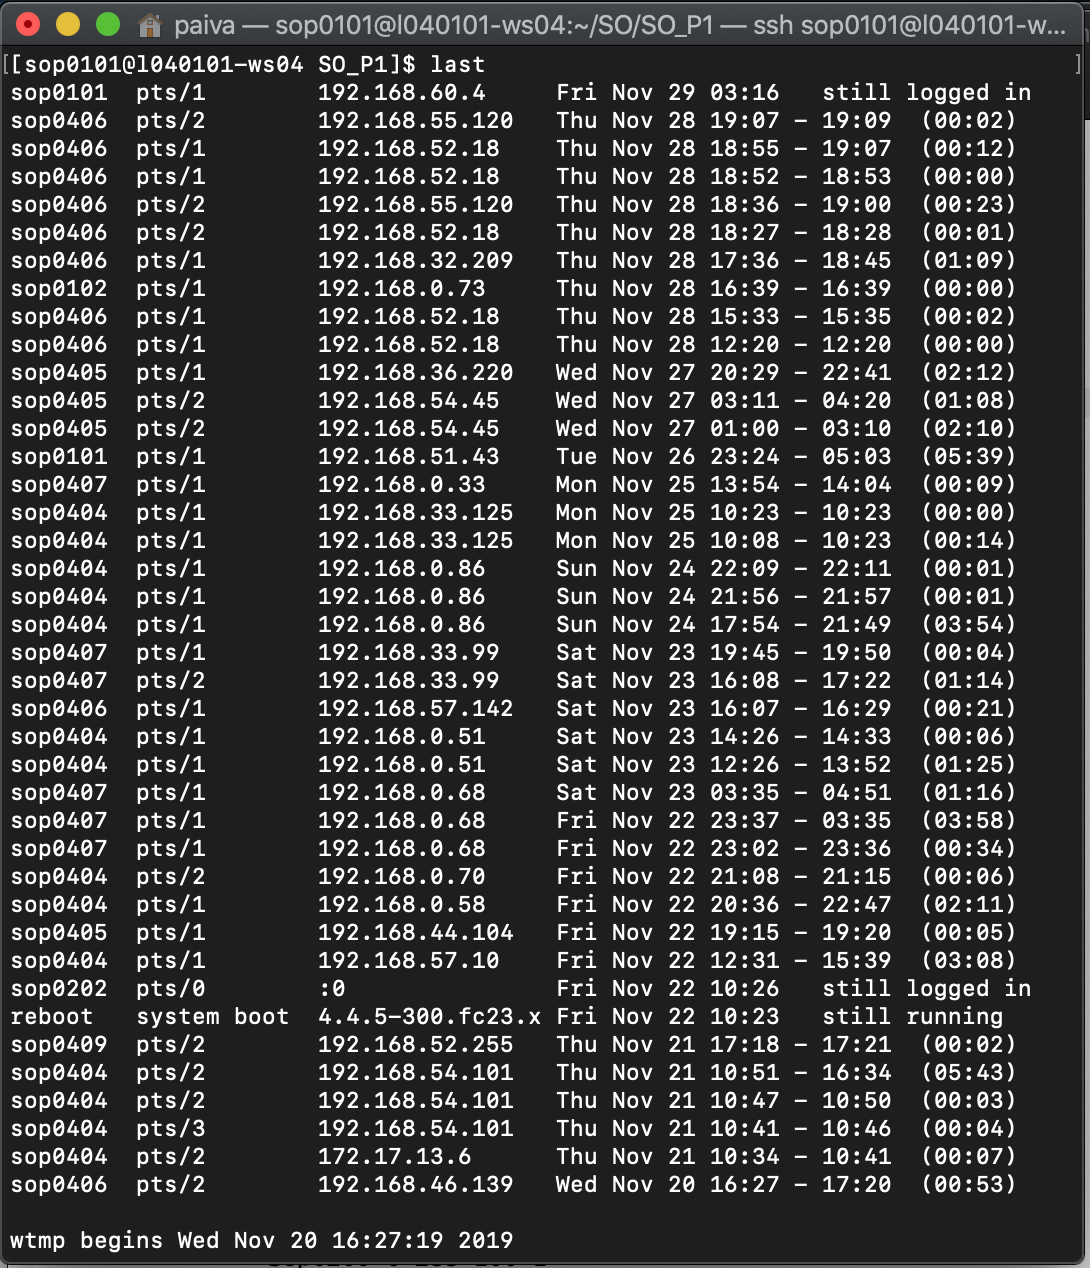 paiva — sop0101@l040101-ws04:~/SO/SO_P1 — ssh sop0101@l040101-w...
[[sop0101@l040101-ws04 SO_P1]$ last ]
sop0101  pts/1        192.168.60.4     Fri Nov 29 03:16   still logged in
sop0406  pts/2        192.168.55.120   Thu Nov 28 19:07 - 19:09  (00:02)
sop0406  pts/1        192.168.52.18    Thu Nov 28 18:55 - 19:07  (00:12)
sop0406  pts/1        192.168.52.18    Thu Nov 28 18:52 - 18:53  (00:00)
sop0406  pts/2        192.168.55.120   Thu Nov 28 18:36 - 19:00  (00:23)
sop0406  pts/2        192.168.52.18    Thu Nov 28 18:27 - 18:28  (00:01)
sop0406  pts/1        192.168.32.209   Thu Nov 28 17:36 - 18:45  (01:09)
sop0102  pts/1        192.168.0.73     Thu Nov 28 16:39 - 16:39  (00:00)
sop0406  pts/1        192.168.52.18    Thu Nov 28 15:33 - 15:35  (00:02)
sop0406  pts/1        192.168.52.18    Thu Nov 28 12:20 - 12:20  (00:00)
sop0405  pts/1        192.168.36.220   Wed Nov 27 20:29 - 22:41  (02:12)
sop0405  pts/2        192.168.54.45    Wed Nov 27 03:11 - 04:20  (01:08)
sop0405  pts/2        192.168.54.45    Wed Nov 27 01:00 - 03:10  (02:10)
sop0101  pts/1        192.168.51.43    Tue Nov 26 23:24 - 05:03  (05:39)
sop0407  pts/1        192.168.0.33     Mon Nov 25 13:54 - 14:04  (00:09)
sop0404  pts/1        192.168.33.125   Mon Nov 25 10:23 - 10:23  (00:00)
sop0404  pts/1        192.168.33.125   Mon Nov 25 10:08 - 10:23  (00:14)
sop0404  pts/1        192.168.0.86     Sun Nov 24 22:09 - 22:11  (00:01)
sop0404  pts/1        192.168.0.86     Sun Nov 24 21:56 - 21:57  (00:01)
sop0404  pts/1        192.168.0.86     Sun Nov 24 17:54 - 21:49  (03:54)
sop0407  pts/1        192.168.33.99    Sat Nov 23 19:45 - 19:50  (00:04)
sop0407  pts/2        192.168.33.99    Sat Nov 23 16:08 - 17:22  (01:14)
sop0406  pts/1        192.168.57.142   Sat Nov 23 16:07 - 16:29  (00:21)
sop0404  pts/1        192.168.0.51     Sat Nov 23 14:26 - 14:33  (00:06)
sop0404  pts/1        192.168.0.51     Sat Nov 23 12:26 - 13:52  (01:25)
sop0407  pts/1        192.168.0.68     Sat Nov 23 03:35 - 04:51  (01:16)
sop0407  pts/1        192.168.0.68     Fri Nov 22 23:37 - 03:35  (03:58)
sop0407  pts/1        192.168.0.68     Fri Nov 22 23:02 - 23:36  (00:34)
sop0404  pts/2        192.168.0.70     Fri Nov 22 21:08 - 21:15  (00:06)
sop0404  pts/1        192.168.0.58     Fri Nov 22 20:36 - 22:47  (02:11)
sop0405  pts/1        192.168.44.104   Fri Nov 22 19:15 - 19:20  (00:05)
sop0404  pts/1        192.168.57.10    Fri Nov 22 12:31 - 15:39  (03:08)
sop0202  pts/0        :0               Fri Nov 22 10:26   still logged in
reboot   system boot  4.4.5-300.fc23.x Fri Nov 22 10:23   still running
sop0409  pts/2        192.168.52.255   Thu Nov 21 17:18 - 17:21  (00:02)
sop0404  pts/2        192.168.54.101   Thu Nov 21 10:51 - 16:34  (05:43)
sop0404  pts/2        192.168.54.101   Thu Nov 21 10:47 - 10:50  (00:03)
sop0404  pts/3        192.168.54.101   Thu Nov 21 10:41 - 10:46  (00:04)
sop0404  pts/2        172.17.13.6      Thu Nov 21 10:34 - 10:41  (00:07)
sop0406  pts/2        192.168.46.139   Wed Nov 20 16:27 - 17:20  (00:53)
wtmp begins Wed Nov 20 16:27:19 2019